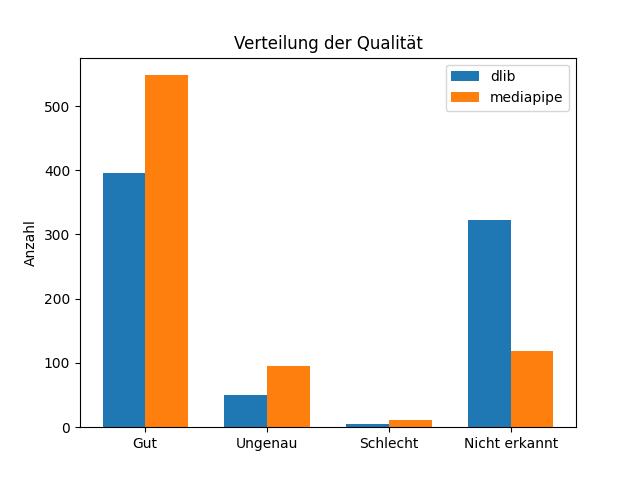 Verteilung der Qualität
dlib
mediapipe
Anzahl
500
400
300
200
100
0
Gut
Ungenau
Schlecht
Nicht erkannt